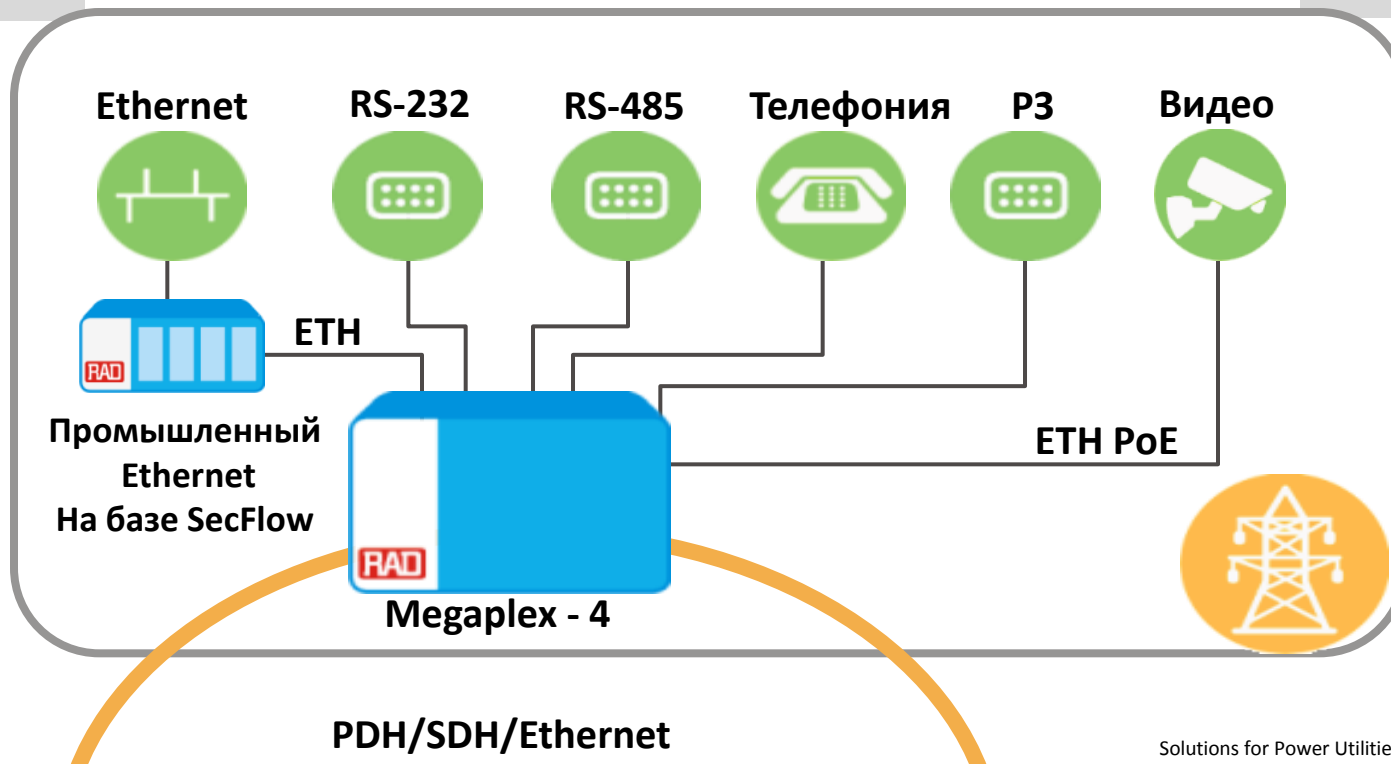 Ethernet
RS-232
RS-485
Телефония
РЗ
Видео
RAD
ETH
Промышленный
Ethernet
На базе SecFlow
ETH PoE
RAD
Megaplex - 4
PDH/SDH/Ethernet
Solutions for Power Utilitie